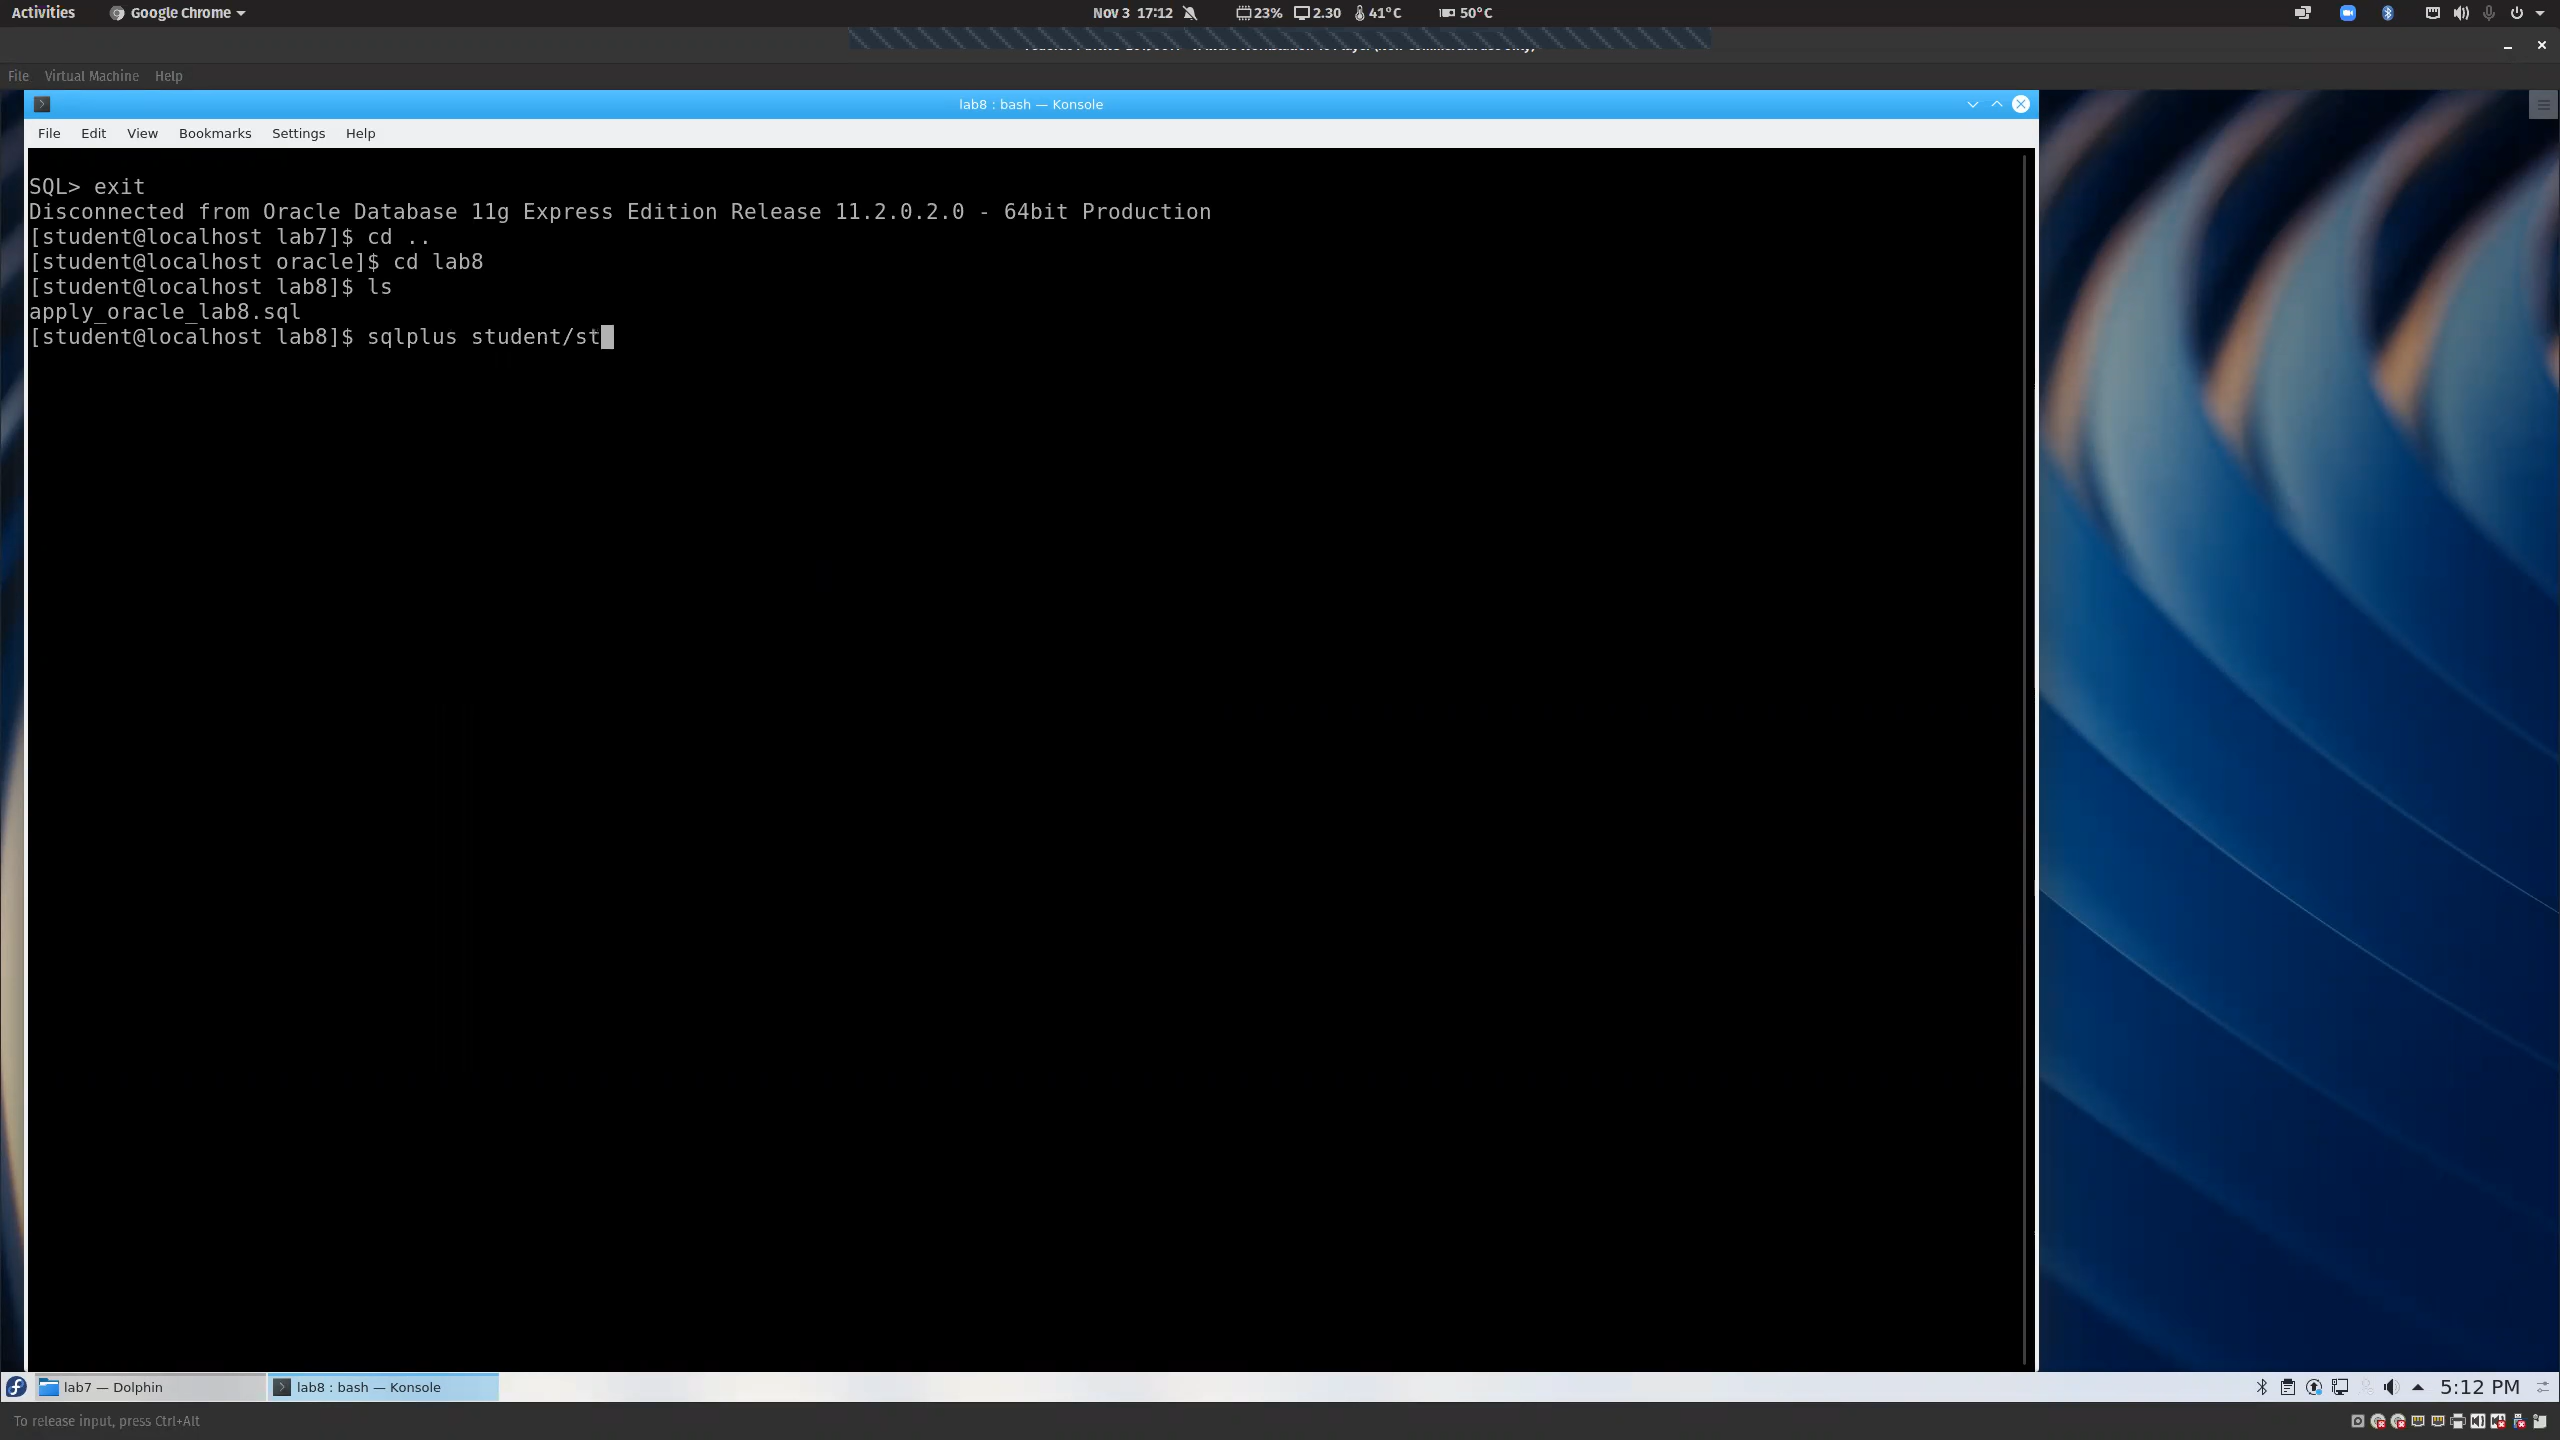 Activities Google Chrome Nov 3 17:12 23% 2.30 41°C 50°C
File Virtual Machine Help
lab8 : bash — Konsole
File Edit View Bookmarks Settings Help
SQL> exit
Disconnected from Oracle Database 11g Express Edition Release 11.2.0.2.0 - 64bit Production
[student@localhost lab7]$ cd ..
[student@localhost oracle]$ cd lab8
[student@localhost lab8]$ ls
apply_oracle_lab8.sql
[student@localhost lab8]$ sqlplus student/st
lab7 — Dolphin lab8 : bash — Konsole 5:12 PM
To release input, press Ctrl+Alt